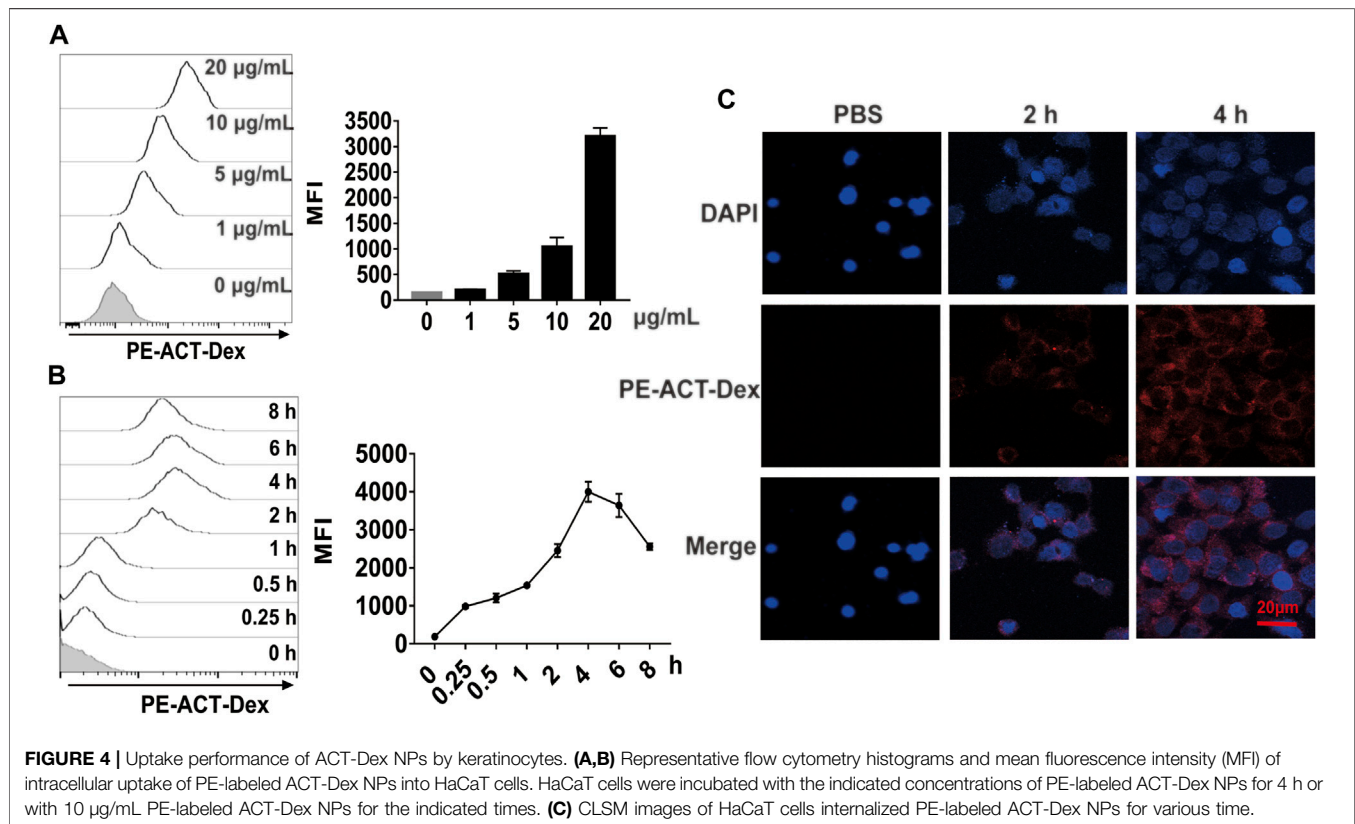 A
20 µg/mL
10 µg/mL
5 µg/mL
1 µg/mL
0 µg/mL
PE-ACT-Dex
MFI
3500
3000
2500
2000
1500
1000
500
0
0 1 5 10 20 µg/mL
B
8 h
6 h
4 h
2 h
1 h
0.5 h
0.25 h
0 h
PE-ACT-Dex
MFI
5000
4000
3000
2000
1000
0
0 0.25 0.5 1 2 4 6 8 h
C
PBS 2 h 4 h
DAPI
PE-ACT-Dex
Merge
20µm
FIGURE 4 | Uptake performance of ACT-Dex NPs by keratinocytes. (A,B) Representative flow cytometry histograms and mean fluorescence intensity (MFI) of
intracellular uptake of PE-labeled ACT-Dex NPs into HaCaT cells. HaCaT cells were incubated with the indicated concentrations of PE-labeled ACT-Dex NPs for 4 h or
with 10 µg/mL PE-labeled ACT-Dex NPs for the indicated times. (C) CLSM images of HaCaT cells internalized PE-labeled ACT-Dex NPs for various time.